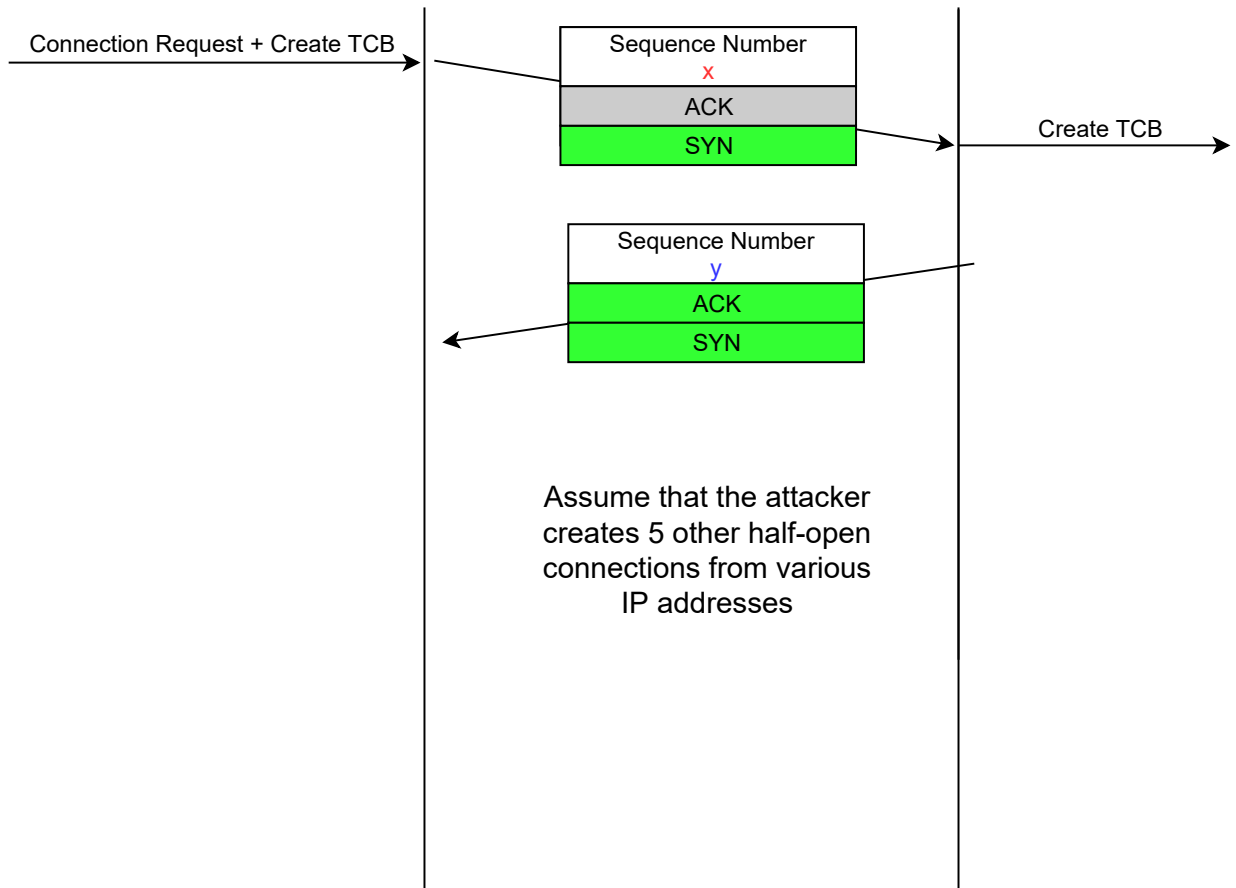 Connection Request + Create TCB
Sequence Number
x
ACK
SYN
Create TCB
Sequence Number
y
ACK
SYN
Assume that the attacker
creates 5 other half-open
connections from various
IP addresses